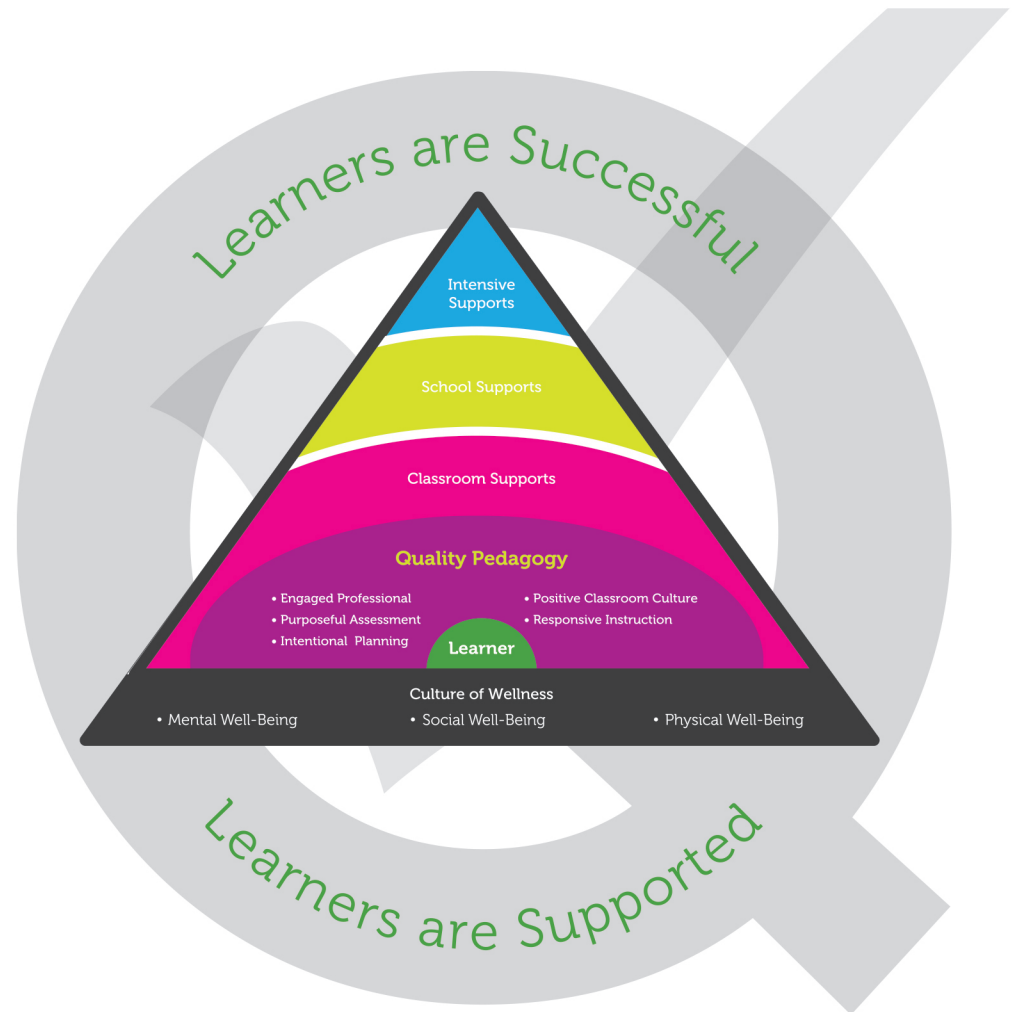 Learners are Successful
Intensive
Supports
School Supports
Classroom Supports
Quality Pedagogy
• Engaged Professional
• Purposeful Assessment
• Intentional Planning
• Positive Classroom Culture
• Responsive Instruction
Learner
Culture of Wellness
• Mental Well-Being
• Social Well-Being
• Physical Well-Being
Learners are Supported